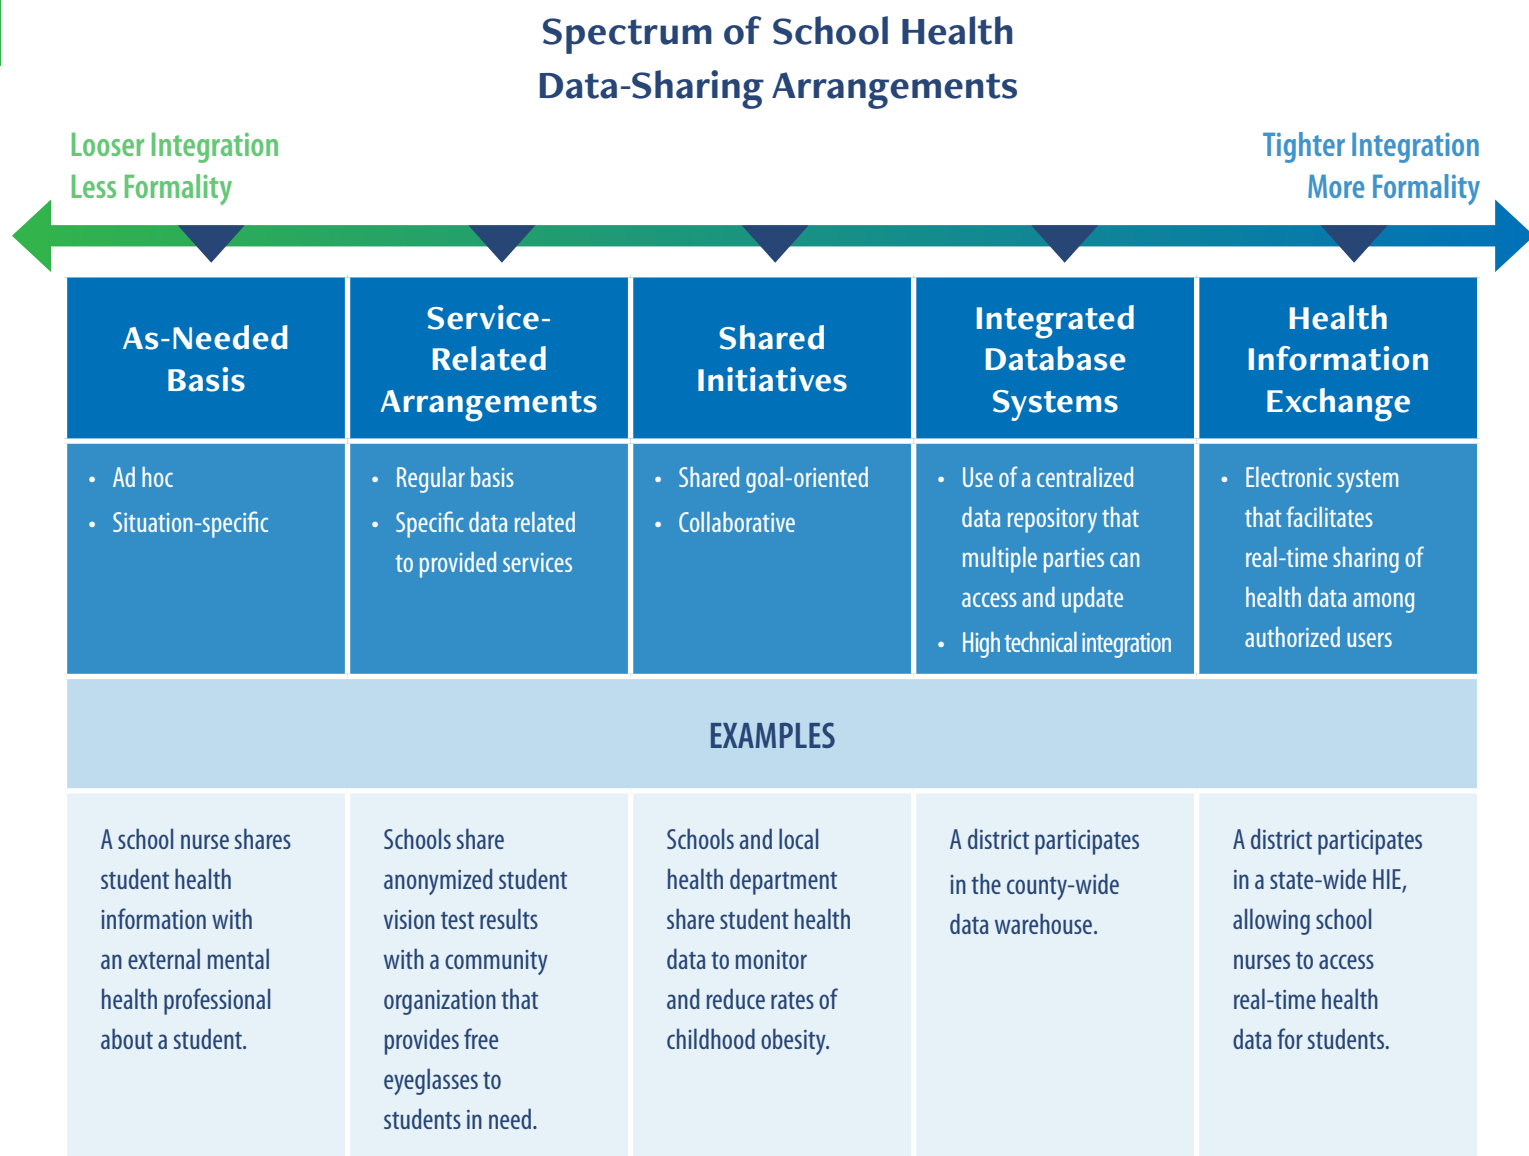 Spectrum of School Health
Data-Sharing Arrangements
Looser Integration
Less Formality
Tighter Integration
More Formality
As-Needed
Basis
Service-
Related
Arrangements
Shared
Initiatives
Integrated
Database
Systems
Health
Information
Exchange
• Ad hoc
• Situation-specific
• Regular basis
• Specific data related
to provided services
• Shared goal-oriented
• Collaborative
• Use of a centralized
data repository that
multiple parties can
access and update
• High technical integration
• Electronic system
that facilitates
real-time sharing of
health data among
authorized users
EXAMPLES
A school nurse shares
student health
information with
an external mental
health professional
about a student.
Schools share
anonymized student
vision test results
with a community
organization that
provides free
eyeglasses to
students in need.
Schools and local
health department
share student health
data to monitor
and reduce rates of
childhood obesity.
A district participates
in the county-wide
data warehouse.
A district participates
in a state-wide HIE,
allowing school
nurses to access
real-time health
data for students.